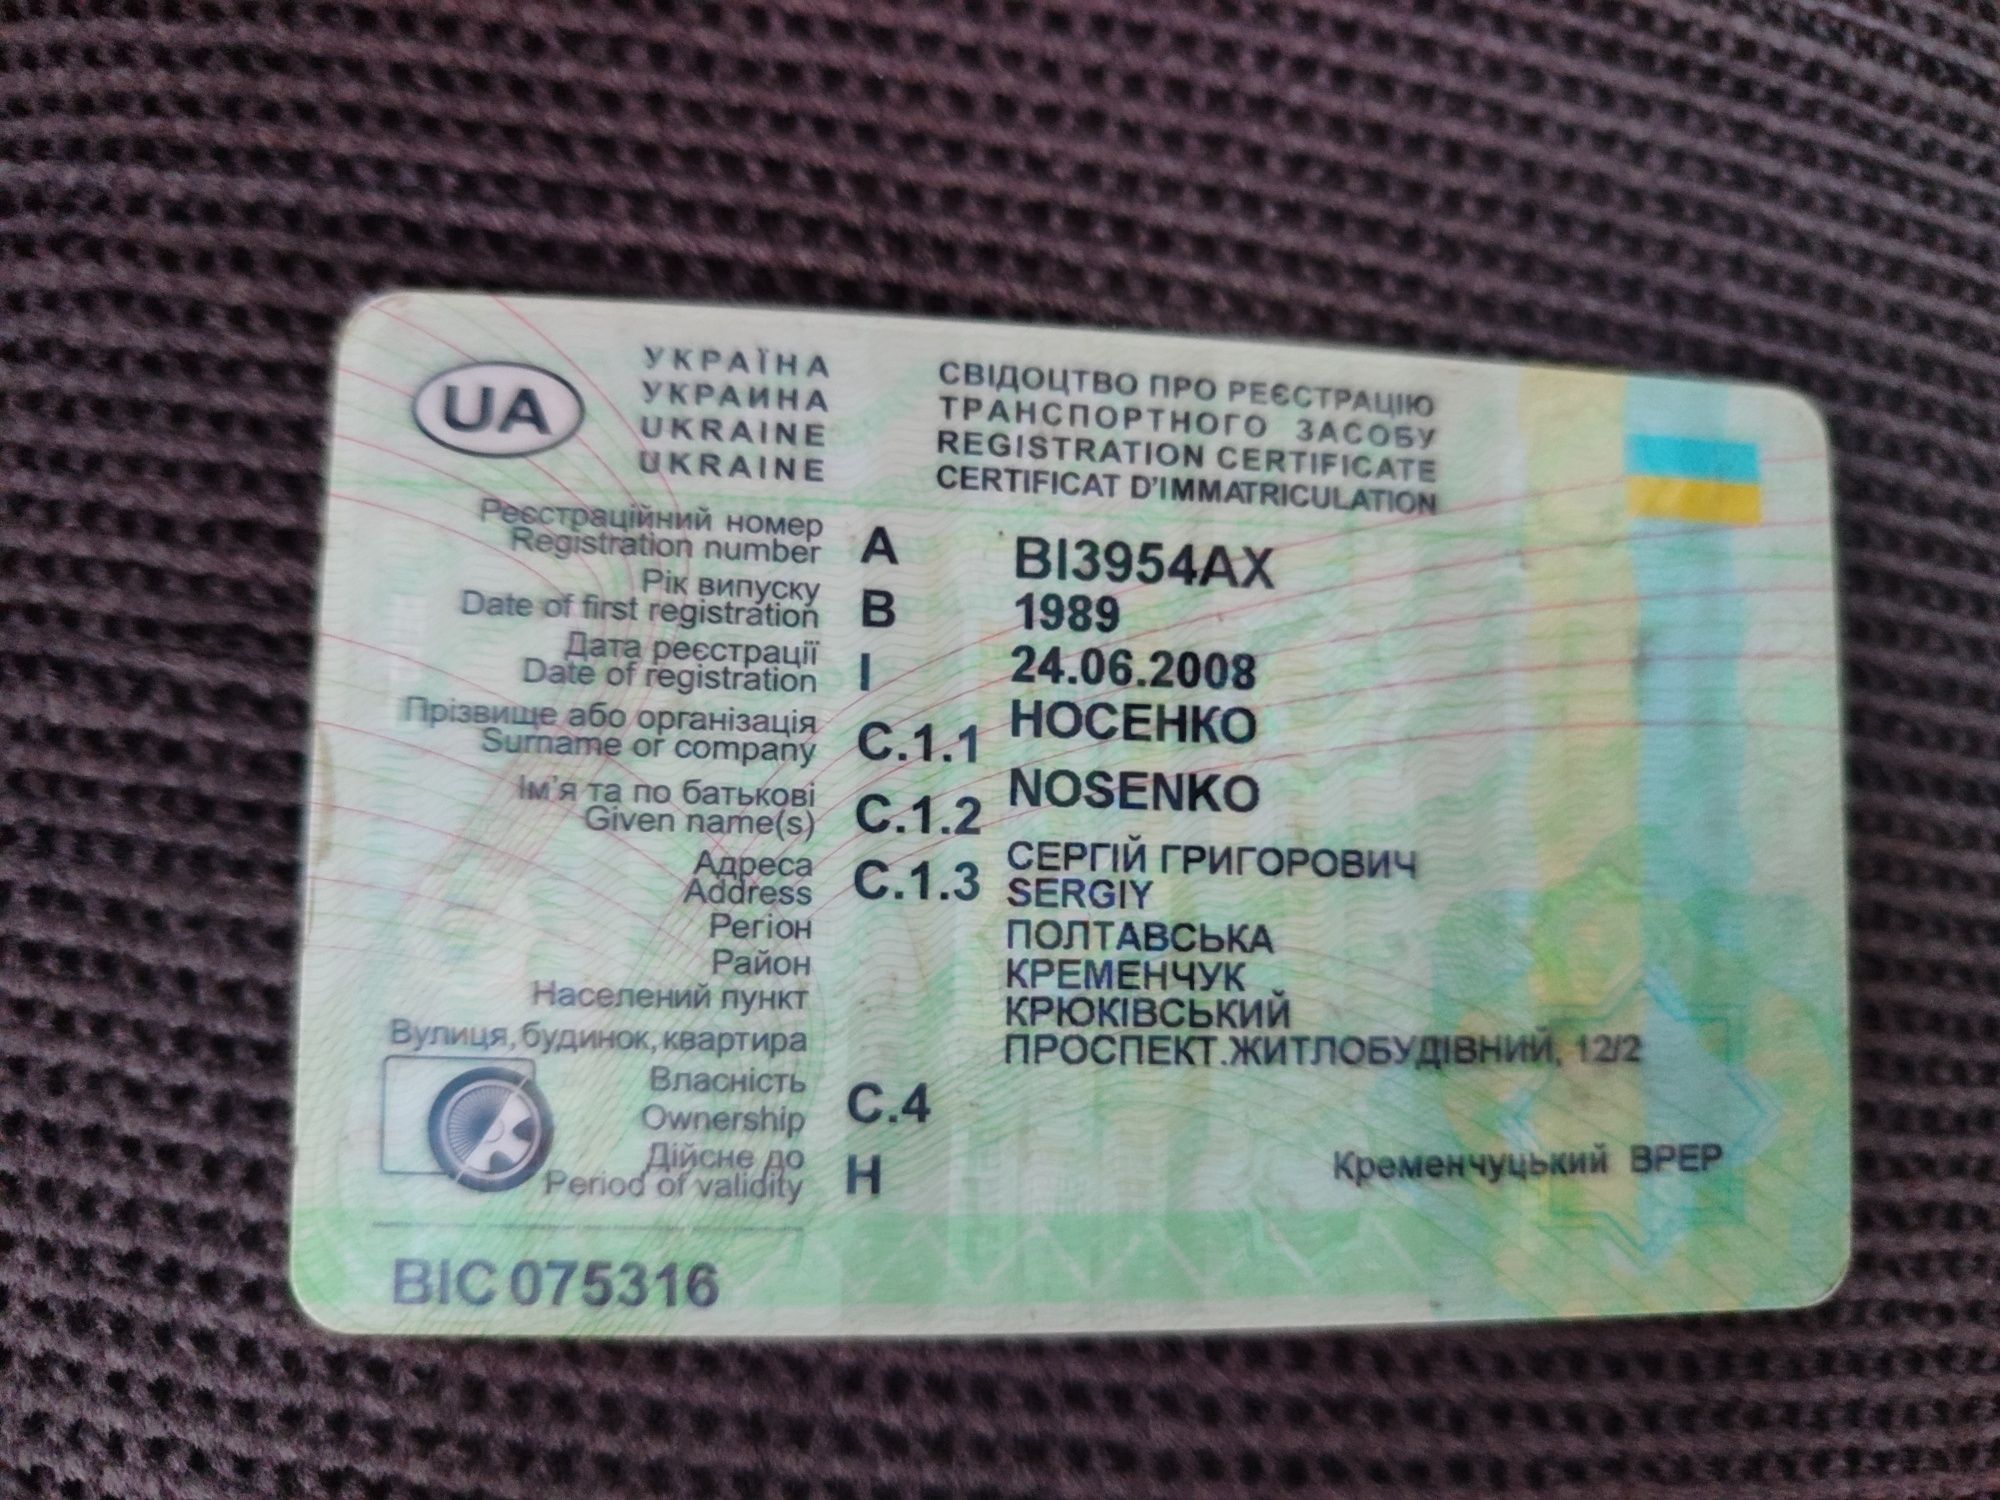 UA
УКРАЇНА
УКРАИНА
UKRAINE
UKRAINE
СВІДОЦТВО ПРО РЕЄСТРАЦІЮ
ТРАНСПОРТНОГО ЗАСОБУ
REGISTRATION CERTIFICATE
CERTIFICAT D'IMMATRICULATION
Реєстраційний номер
Registration number A BI3954AX
Рік випуску
Date of first registration B 1989
Дата реєстрації
Date of registration I 24.06.2008
Прізвище або організація
Surname or company C.1.1 НОСЕНКО
NOSENKO
Ім'я та по батькові
Given name(s) C.1.2 СЕРГІЙ ГРИГОРОВИЧ
SERGIY
Адреса
Address C.1.3
Регіон ПОЛТАВСЬКА
Район КРЕМЕНЧУК
Населений пункт КРЮКІВСЬКИЙ
Вулиця, будинок, квартира ПРОСПЕКТ.ЖИТЛОБУДІВНИЙ, 12/2
Власність
Ownership C.4
Дійсне до
Period of validity H
Кременчуцький ВРЕР
BIC 075316